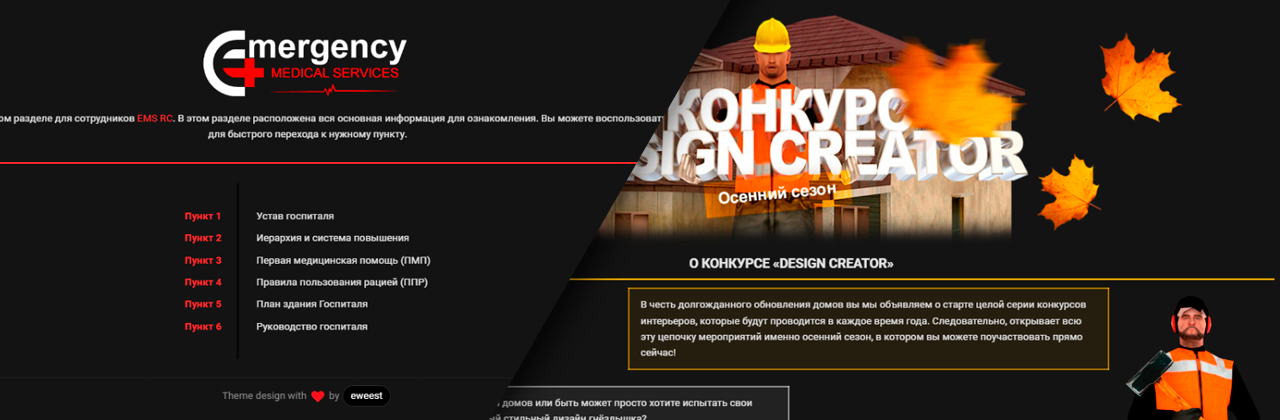 Emergency
MEDICAL SERVICES
ом разделе для сотрудников EMS RC. В этом разделе расположена вся основная информация для ознакомления. Вы можете воспользоват
для быстрого перехода к нужному пункту.
Пункт 1 Устав госпиталя
Пункт 2 Иерархия и система повышения
Пункт 3 Первая медицинская помощь (ПМП)
Пункт 4 Правила пользования рацией (ППР)
Пункт 5 План здания Госпиталя
Пункт 6 Руководство госпиталя
Theme design with by eweest
КОНКУРС
SIGN CREATOR
Осенний сезон
О КОНКУРСЕ «DESIGN CREATOR»
В честь долгожданного обновления домов вы мы объявляем о старте целой серии конкурсов
интерьеров, которые будут проводится в каждое время года. Следовательно, открывает всю
эту цепочку мероприятий именно осенний сезон, в котором вы можете поучаствовать прямо
сейчас!
домов или быть может просто хотите испытать свои
ый стильный дизайн гнёздышка?